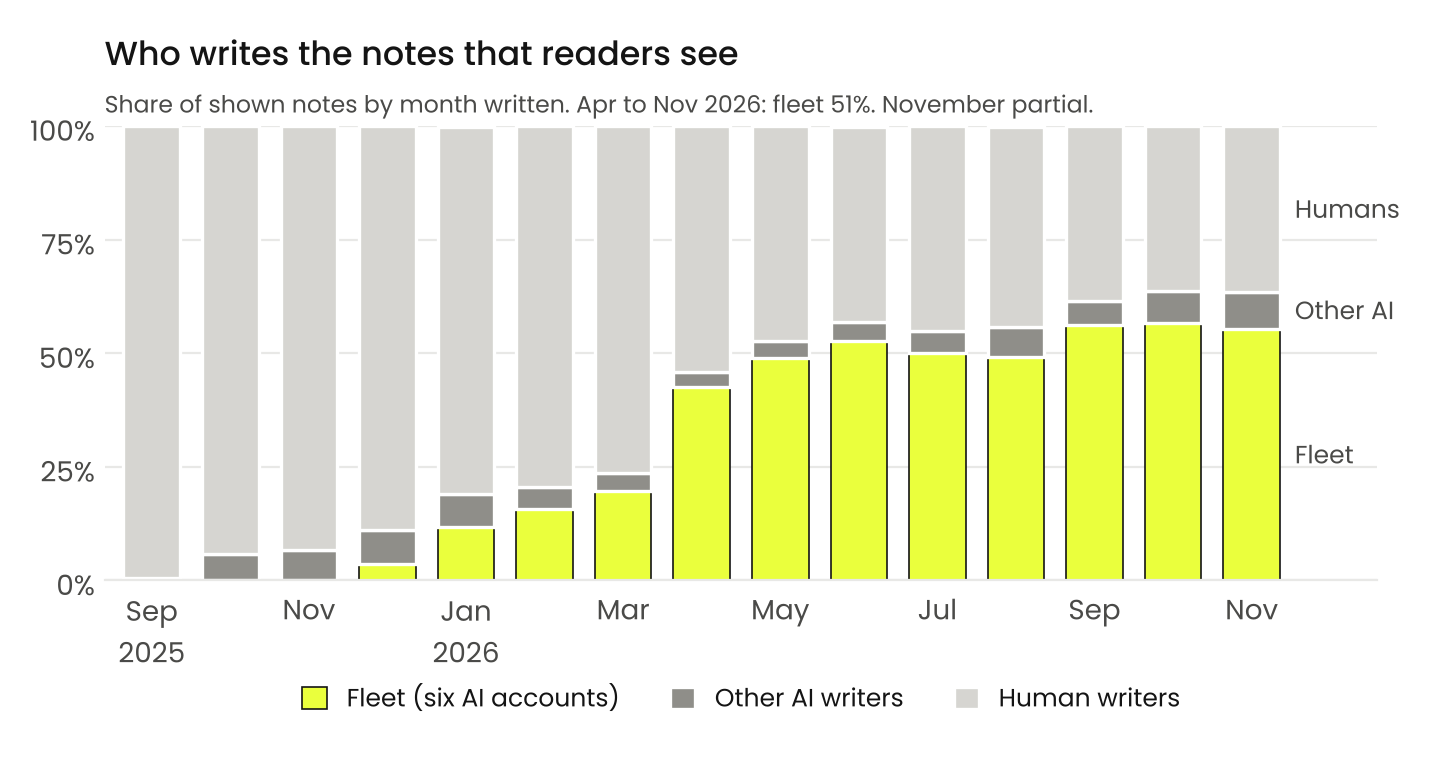 Who writes the notes that readers see
Share of shown notes by month written. Apr to Nov 2026: fleet 51%. November partial.
100%
75%
50%
25%
0%
Humans
Other AI
Fleet
Sep Nov Jan Mar May Jul Sep Nov
2025 2026
Fleet (six AI accounts) Other AI writers Human writers